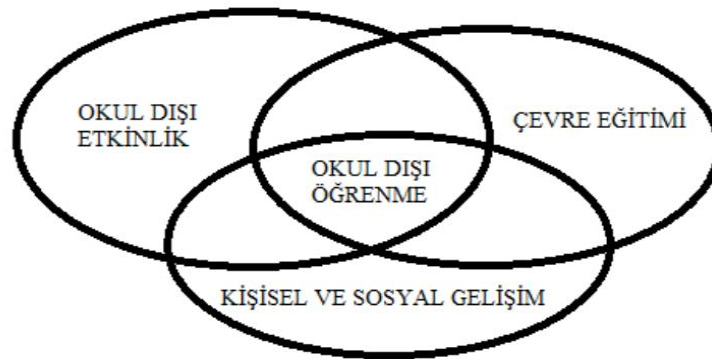 OKUL DIŞI
ETKİNLİK
ÇEVRE EĞİTİMİ
OKUL DIŞI
ÖĞRENME
KİŞİSEL VE SOSYAL GELİŞİM